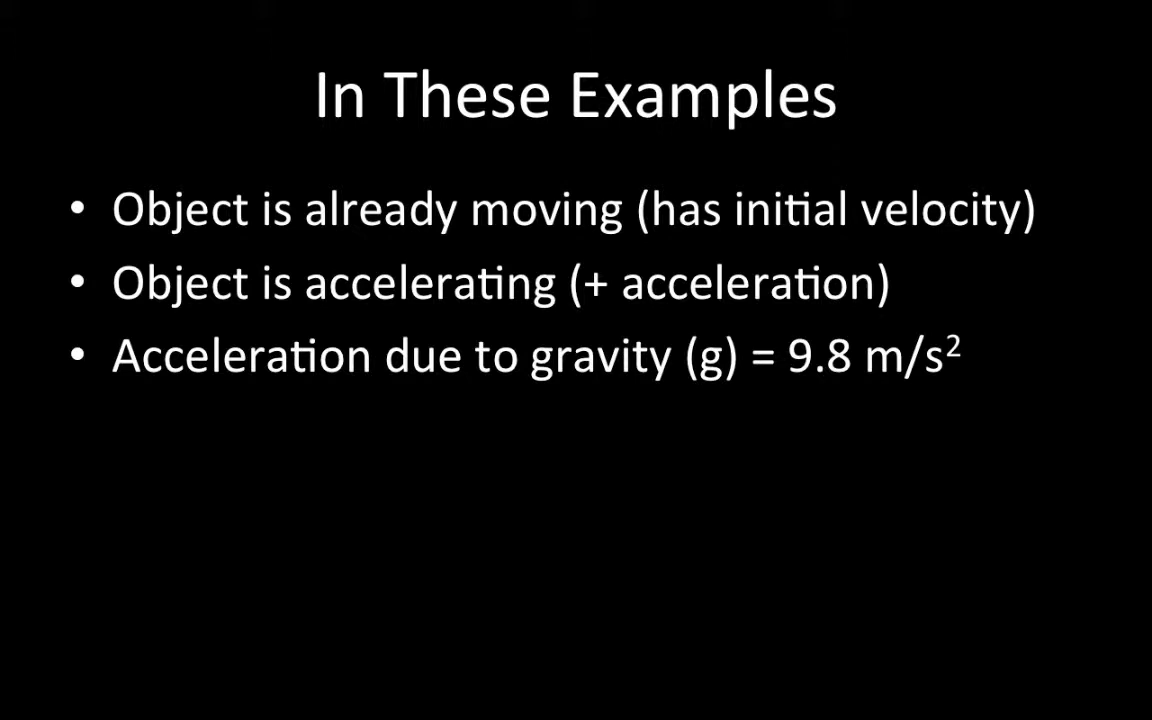 In These Examples
• Object is already moving (has initial velocity)
• Object is accelerating (+ acceleration)
• Acceleration due to gravity (g) = 9.8 m/s²